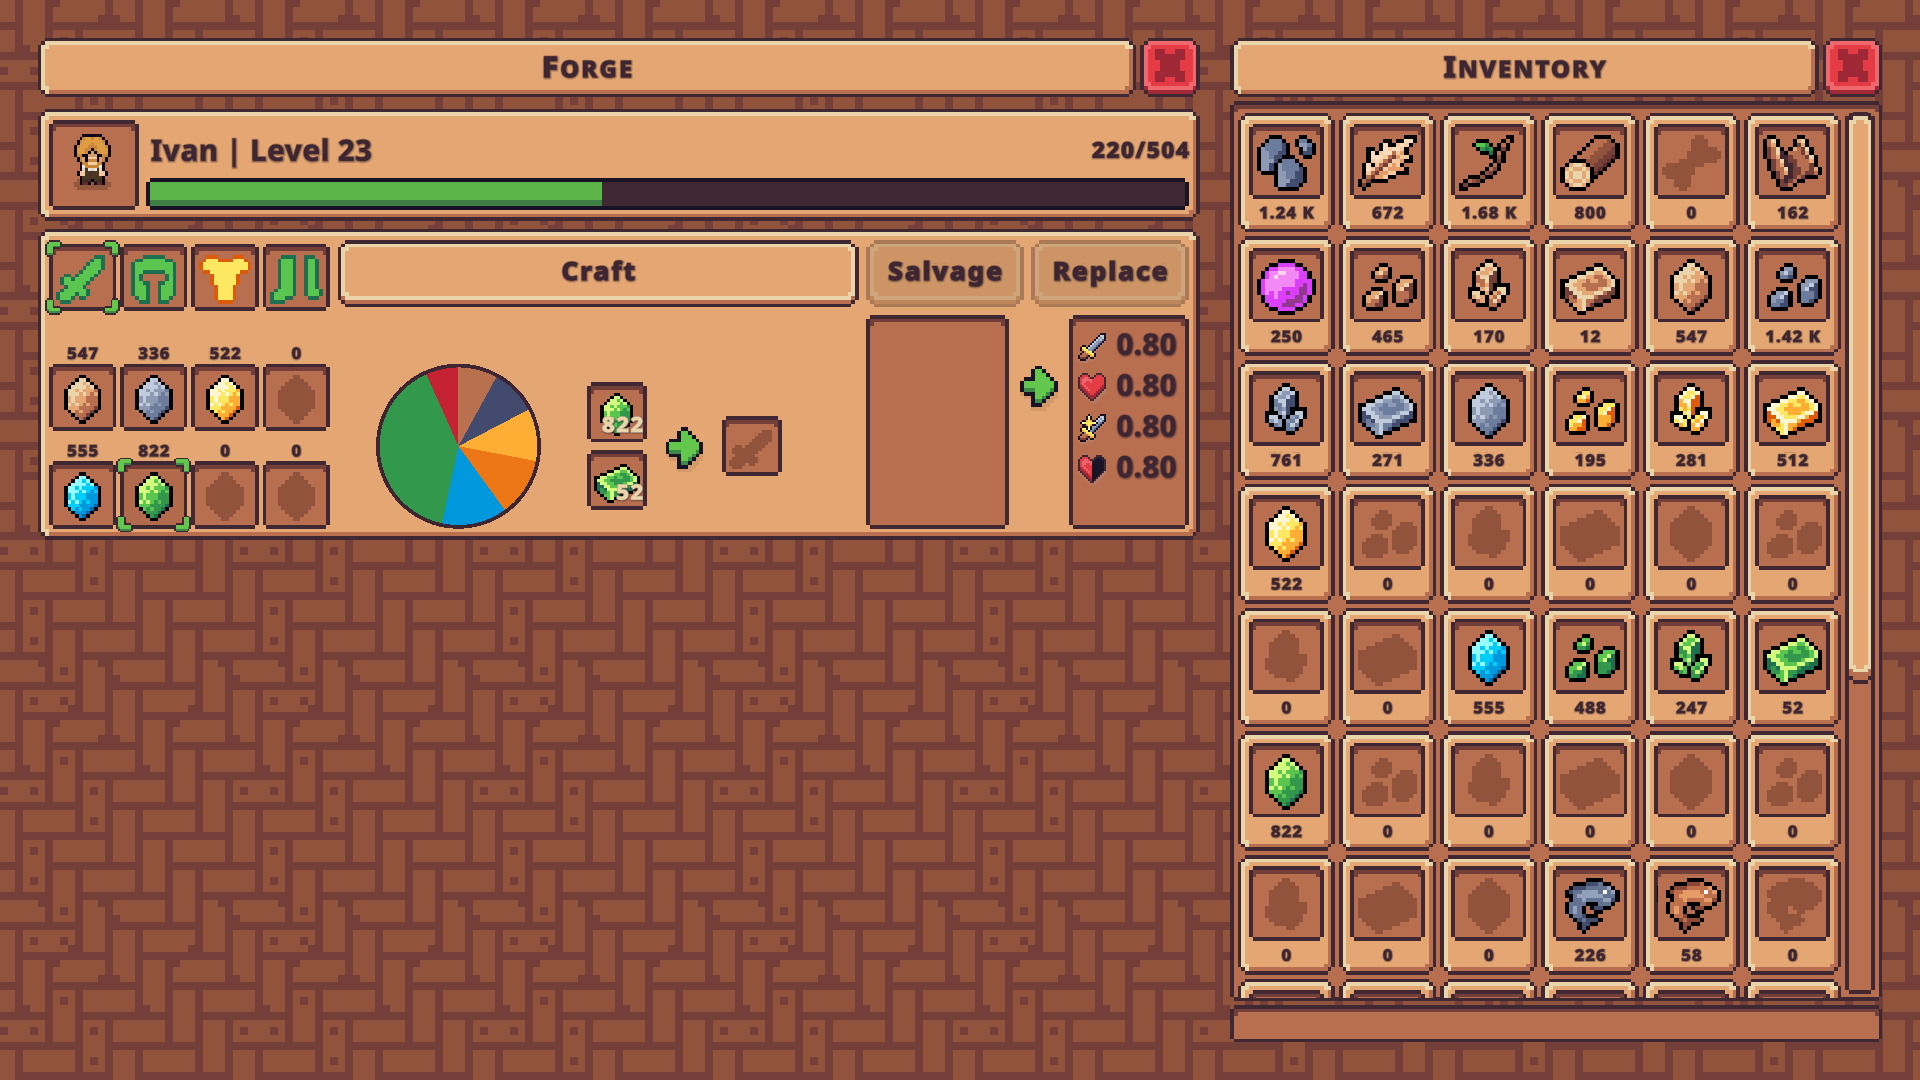 FORGE
Ivan | Level 23
220/504
Craft
Salvage
Replace
547 336 522 0
555 822 0 0
822
52
0.80
0.80
0.80
0.80
INVENTORY
1.24 K 672 1.68 K 800 0 162
250 465 170 12 547 1.42 K
761 271 336 195 281 512
522 0 0 0 0 0
0 0 555 488 247 52
822 0 0 0 0 0
0 0 0 226 58 0